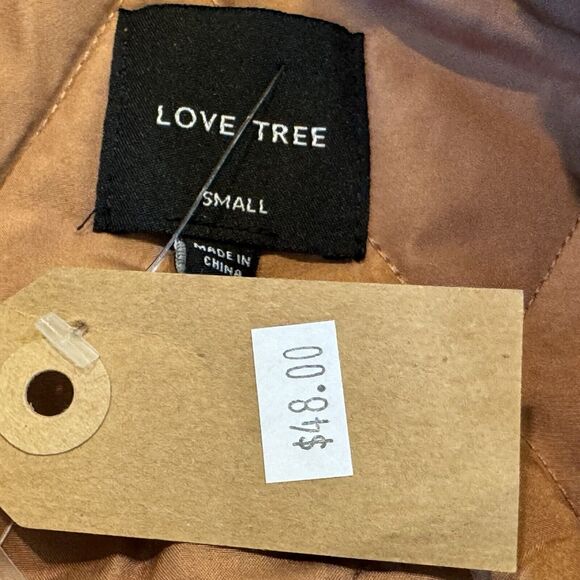 LOVE TREE
SMALL
MADE IN
CHINA
$48.00